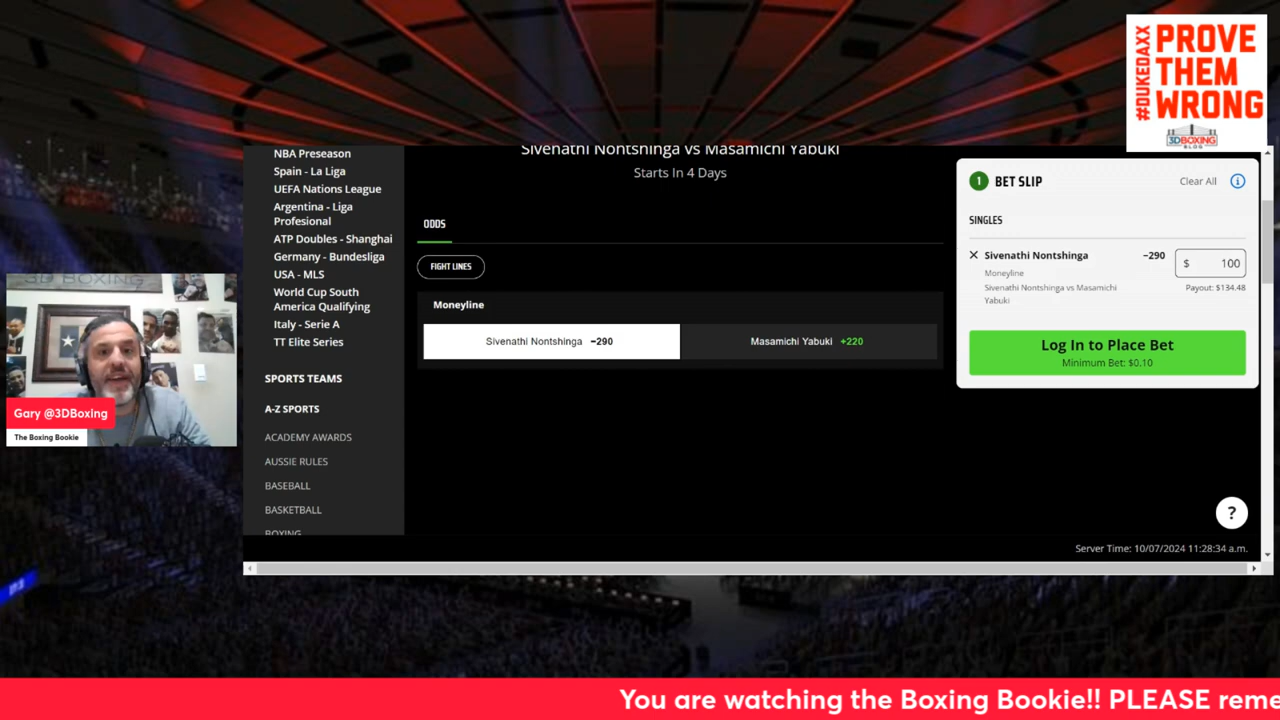 #DUKEDAXX
PROVE
THEM
WRONG
3DBOXING
BLOG
NBA Preseason
Spain - La Liga
UEFA Nations League
Argentina - Liga
Profesional
ATP Doubles - Shanghai
Germany - Bundesliga
USA - MLS
World Cup South
America Qualifying
Italy - Serie A
TT Elite Series
SPORTS TEAMS
A-Z SPORTS
ACADEMY AWARDS
AUSSIE RULES
BASEBALL
BASKETBALL
BOXING
Sivenathi Nontshinga vs Masamichi Yabuki
Starts In 4 Days
ODDS
FIGHT LINES
Moneyline
Sivenathi Nontshinga −290
Masamichi Yabuki +220
1 BET SLIP
Clear All
SINGLES
Sivenathi Nontshinga −290
$ 100
Moneyline
Sivenathi Nontshinga vs Masamichi
Yabuki
Payout: $134.48
Log In to Place Bet
Minimum Bet: $0.10
?
Server Time: 10/07/2024 11:28:34 a.m.
3D BOXING
Gary @3DBoxing
The Boxing Bookie
You are watching the Boxing Bookie!! PLEASE reme